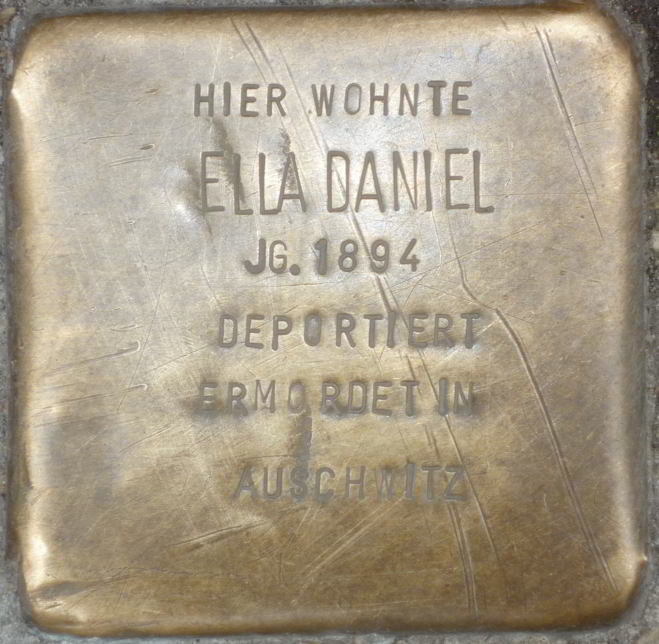 HIER WOHNTE
ELLA DANIEL
JG. 1894
DEPORTIERT
ERMORDET IN
AUSCHWITZ